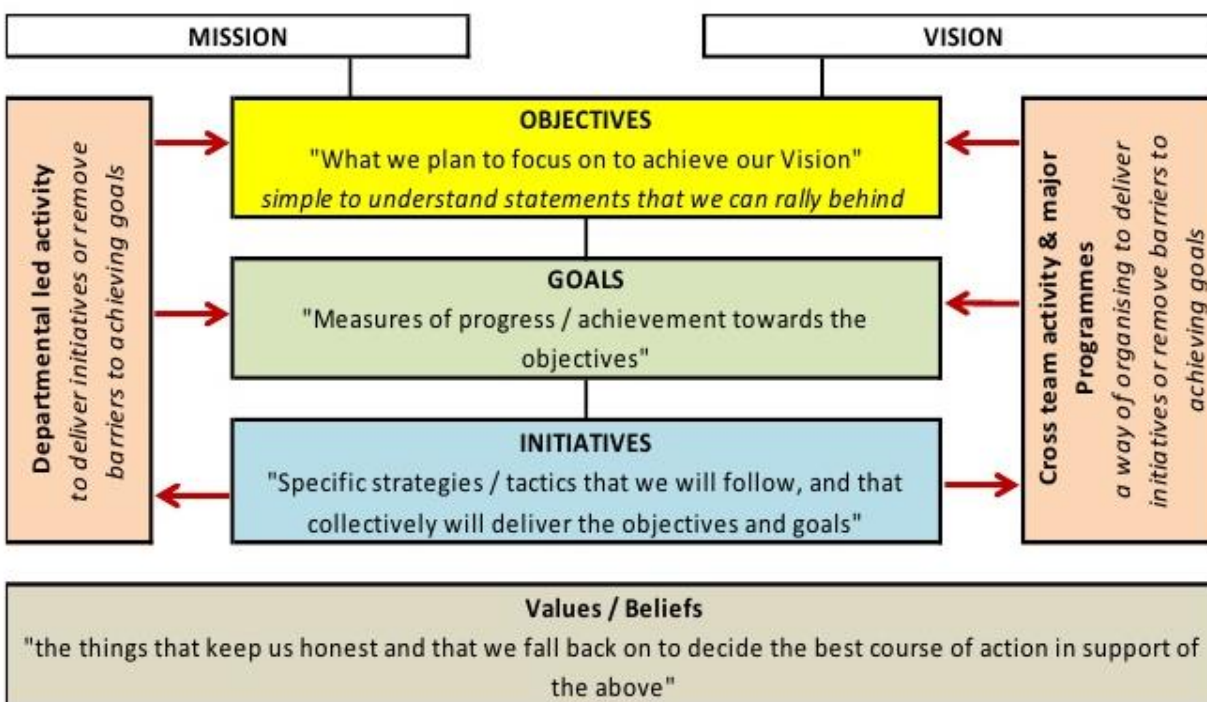 MISSION
VISION
OBJECTIVES
"What we plan to focus on to achieve our Vision"
simple to understand statements that we can rally behind
GOALS
"Measures of progress / achievement towards the
objectives"
INITIATIVES
"Specific strategies / tactics that we will follow, and that
collectively will deliver the objectives and goals"
Departmental led activity
to deliver initiatives or remove
barriers to achieving goals
Cross team activity & major
Programmes
a way of organising to deliver
initiatives or remove barriers to
achieving goals
Values / Beliefs
"the things that keep us honest and that we fall back on to decide the best course of action in support of
the above"